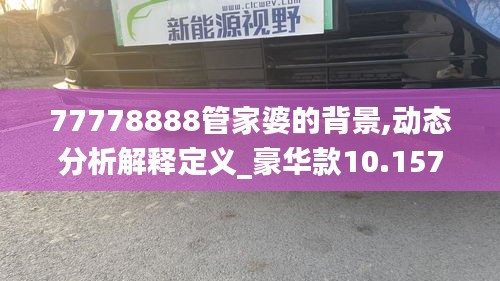 www.ctcwev.com
新能源视野
77778888管家婆的背景,动态
分析解释定义_豪华款10.157